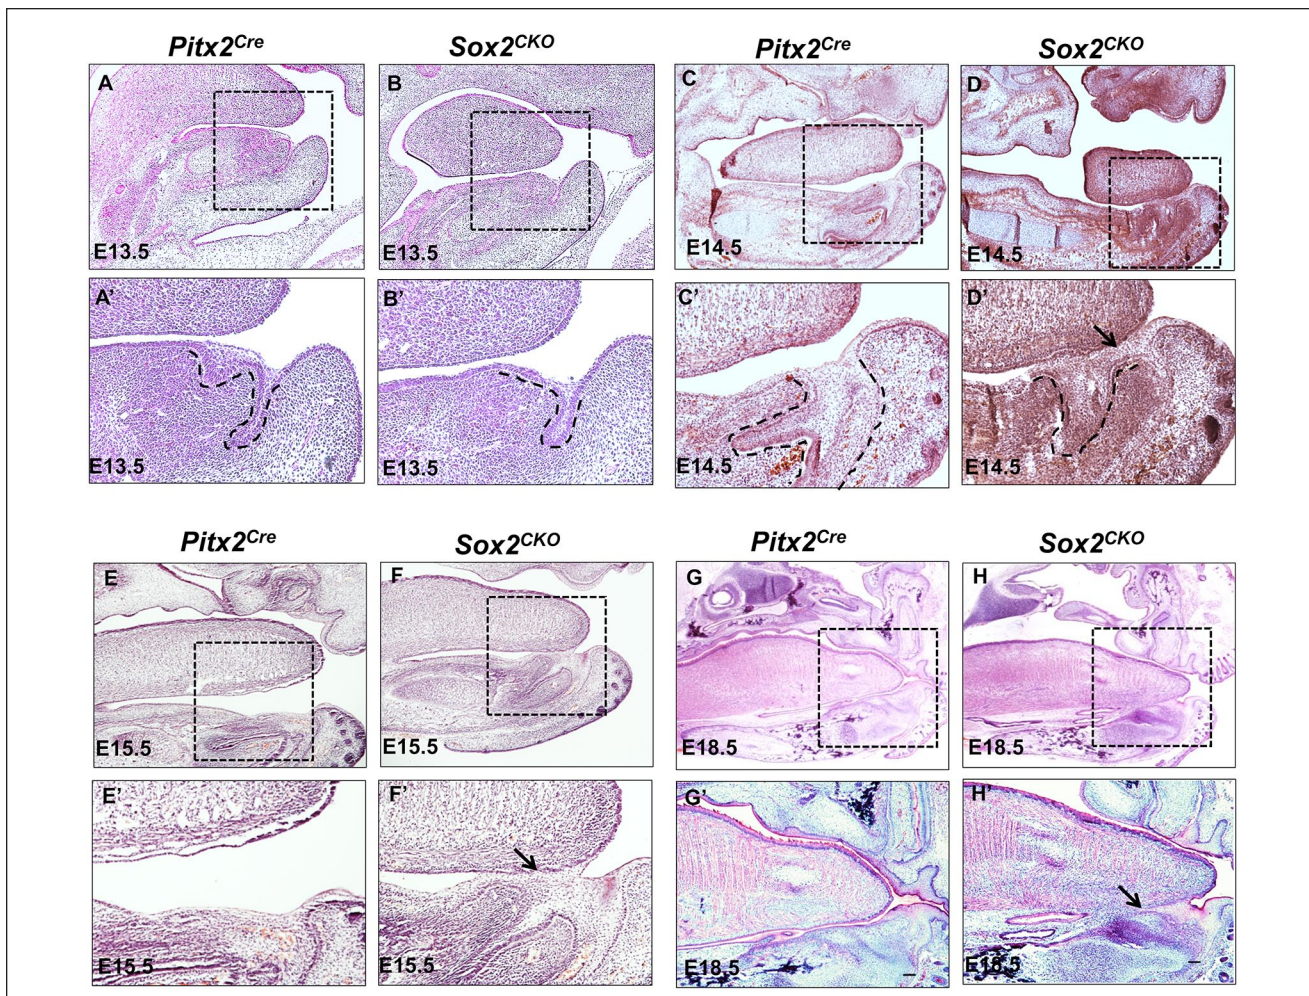 Pitx2Cre Sox2CKO Pitx2Cre Sox2CKO
A B C D
E13.5 E13.5 E14.5 E14.5
A' B' C' D'
E13.5 E13.5 E14.5 E14.5
Pitx2Cre Sox2CKO Pitx2Cre Sox2CKO
E F G H
E15.5 E15.5 E18.5 E18.5
E' F' G' H'
E15.5 E15.5 E18.5 E18.5